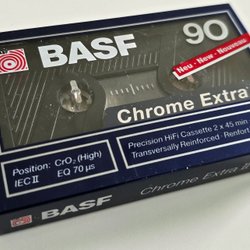 BASF
90
Neu • New • Nouveau
Chrome Extra
Position: CrO₂ (High)
IEC II EQ 70 µs
Precision HiFi Cassette 2 x 45 min
Transversally Reinforced •
BASF
Chrome Extra II